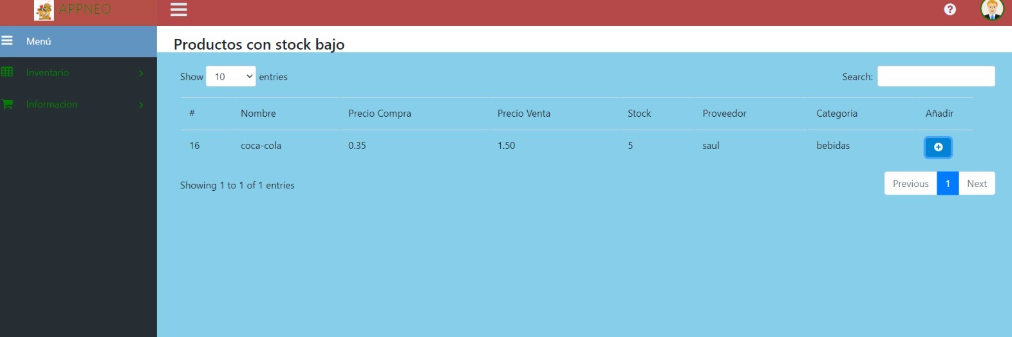 APPNEO
Menú
Productos con stock bajo
Inventario
Informacion
Show 10 entries
Search:
# Nombre Precio Compra Precio Venta Stock Proveedor Categoria Añadir
16 coca-cola 0.35 1.50 5 saul bebidas
Showing 1 to 1 of 1 entries
Previous 1 Next